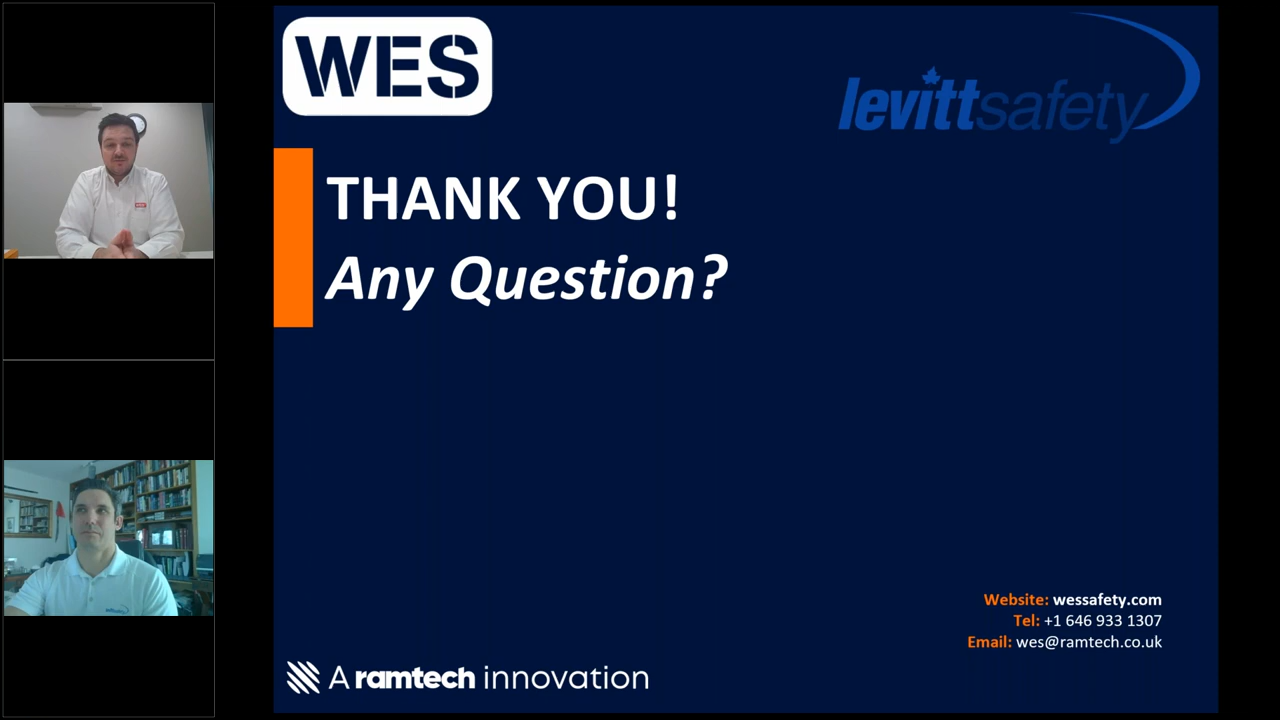 WES
levittsafety
THANK YOU!
Any Question?
Website: wessafety.com
Tel: +1 646 933 1307
Email: wes@ramtech.co.uk
A ramtech innovation
levittsafety